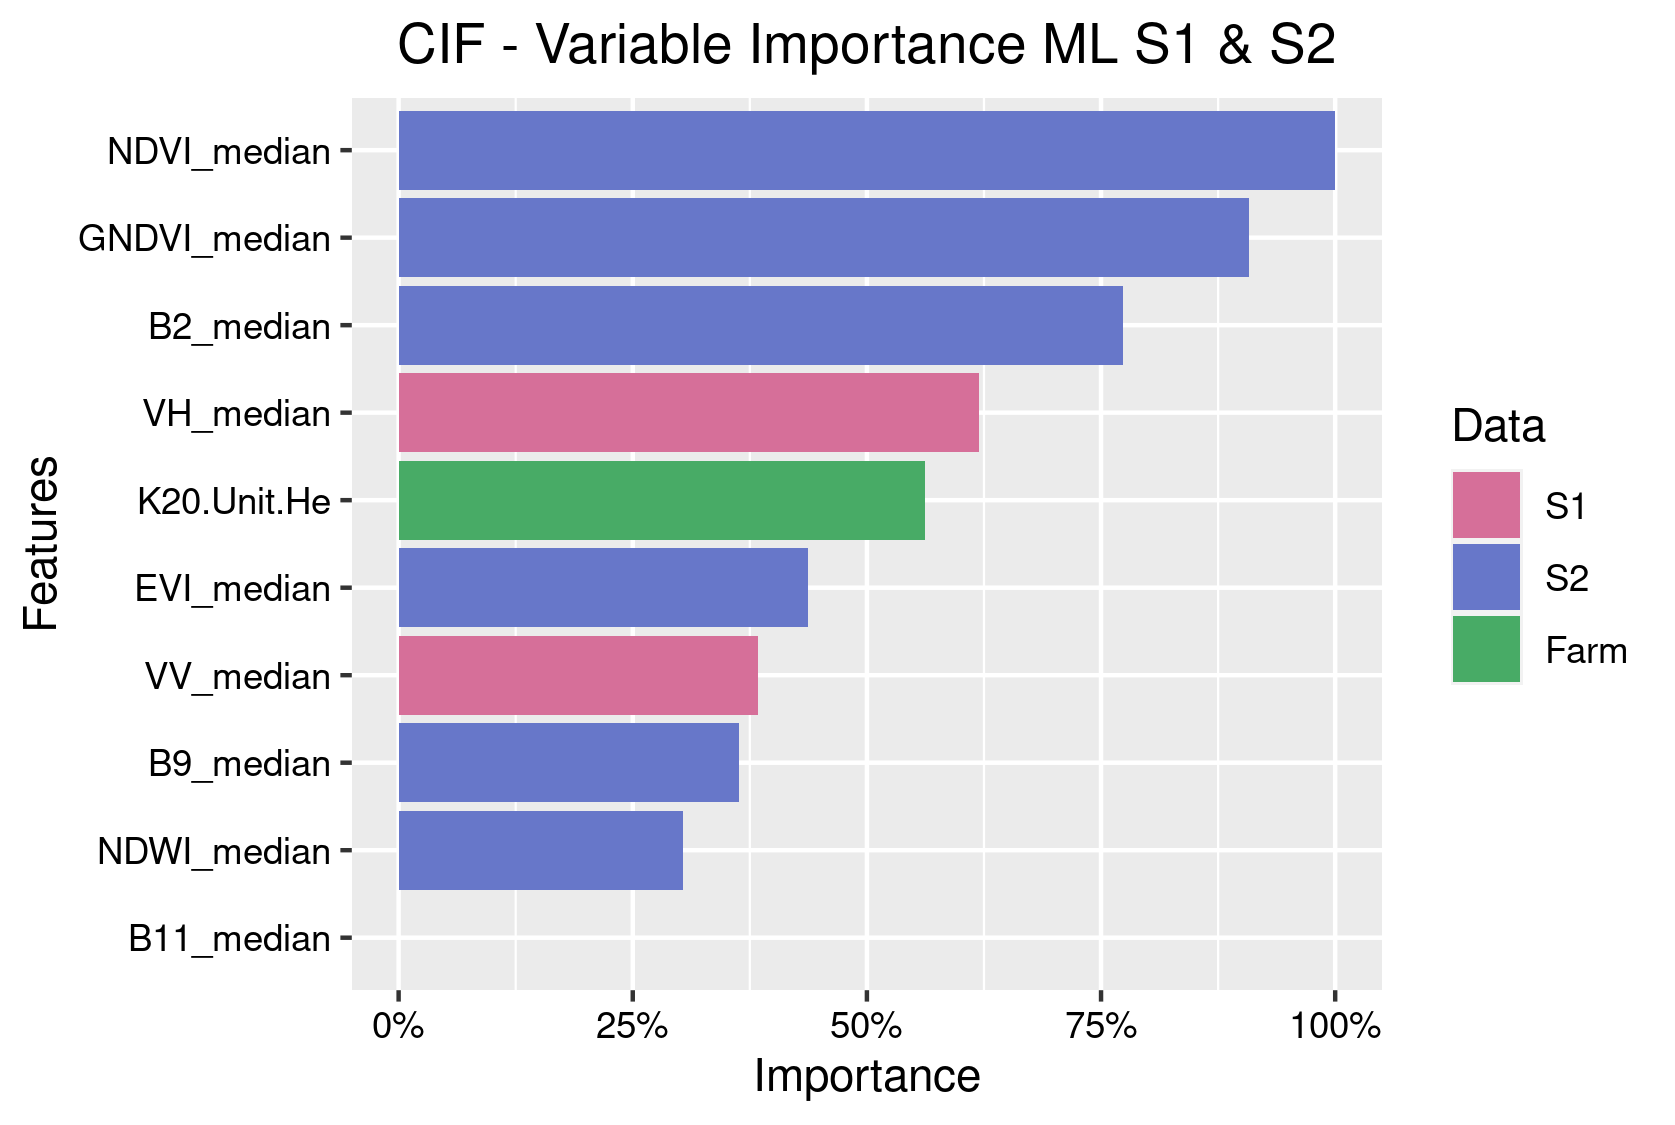 CIF - Variable Importance ML S1 & S2
Features
NDVI_median
GNDVI_median
B2_median
VH_median
K20.Unit.He
EVI_median
VV_median
B9_median
NDWI_median
B11_median
0% 25% 50% 75% 100%
Importance
Data
S1
S2
Farm